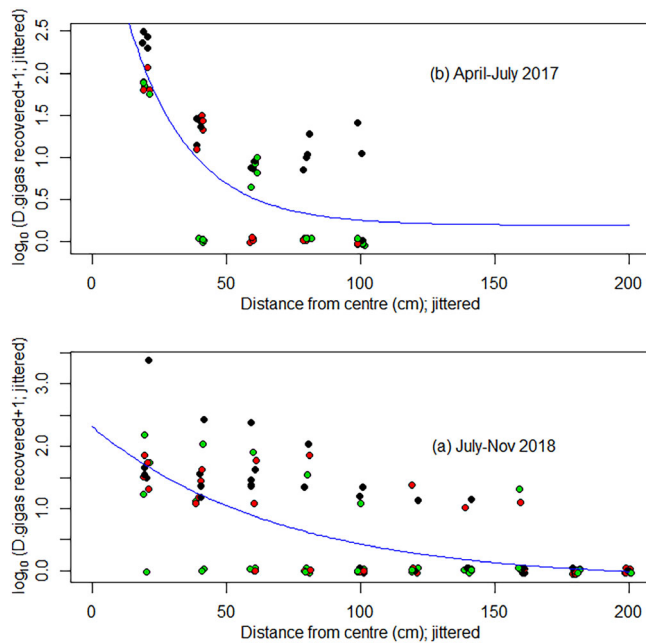 2.5
2.0
1.5
1.0
0.5
0.0
log10 (D.gigas recovered+1; jittered)
(b) April-July 2017
0 50 100 150 200
Distance from centre (cm); jittered
3.0
2.0
1.0
0.0
log10 (D.gigas recovered+1; jittered)
(a) July-Nov 2018
0 50 100 150 200
Distance from centre (cm); jittered